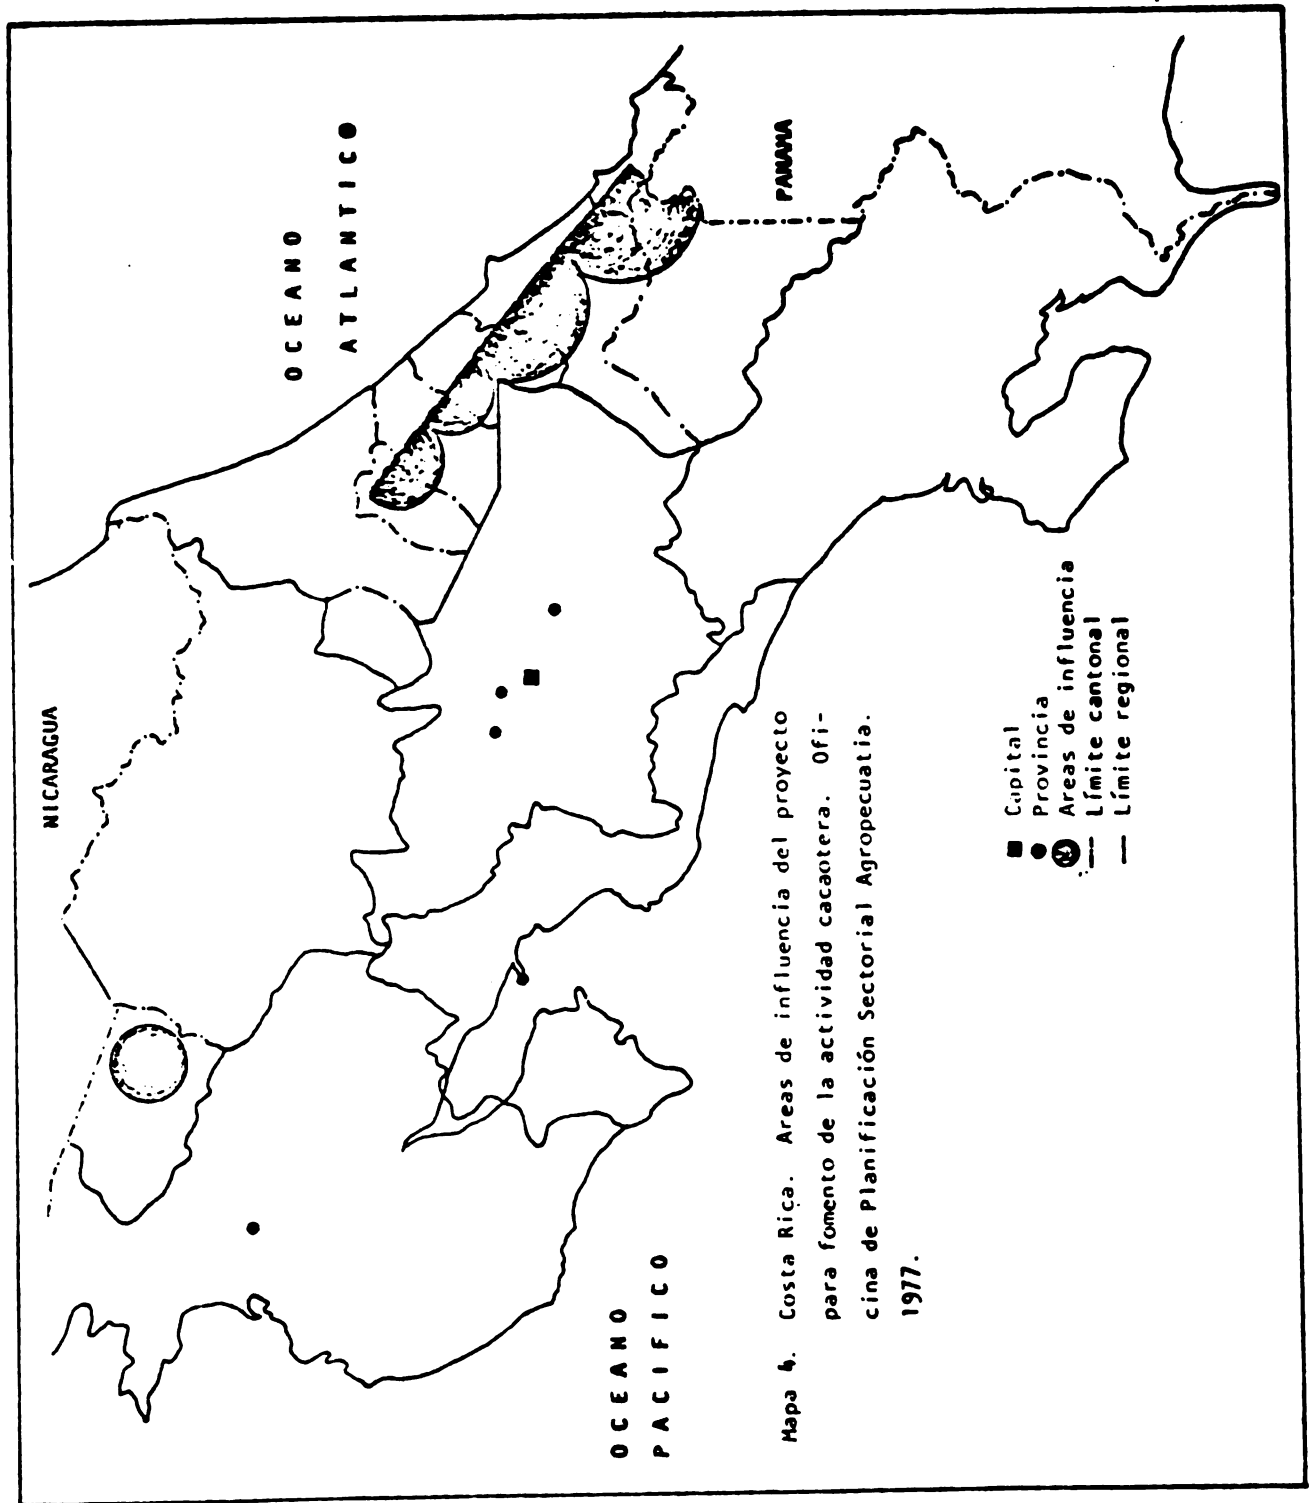 NICARAGUA
OCEANO
ATLANTICO
PANAMA
OCEANO
PACIFICO
Mapa 4. Costa Rica. Areas de influencia del proyecto
para fomento de la actividad cacaotera. Ofi-
cina de Planificación Sectorial Agropecuatia.
1977.
Capital
Provincia
Areas de influencia
Límite cantonal
Límite regional